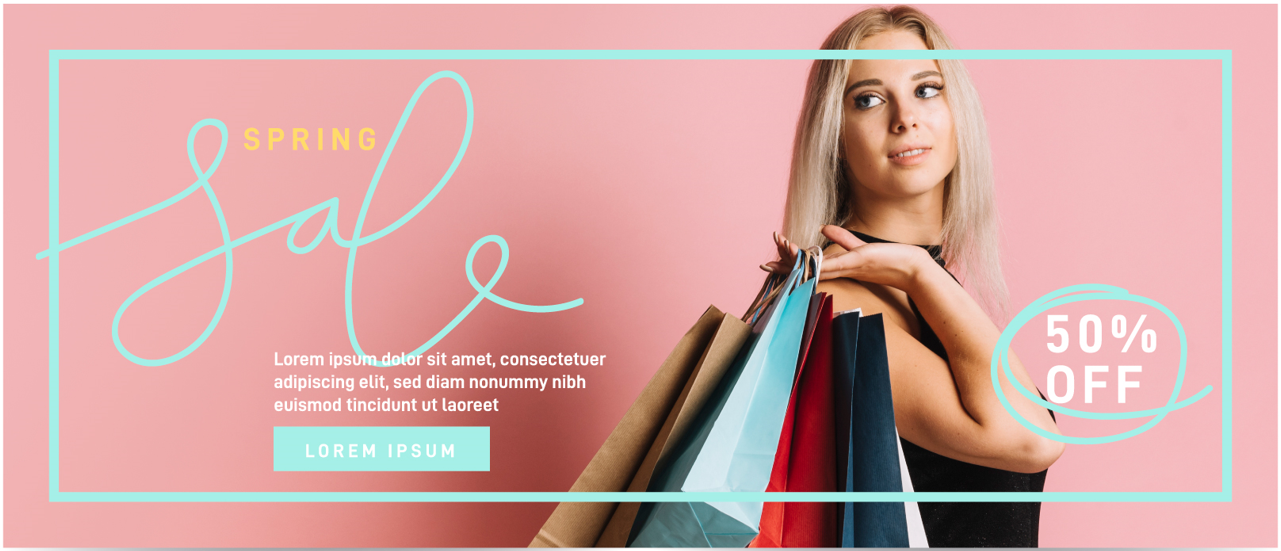 SPRING
sale
Lorem ipsum dolor sit amet, consectetuer
adipiscing elit, sed diam nonummy nibh
euismod tincidunt ut laoreet
LOREM IPSUM
50%
OFF